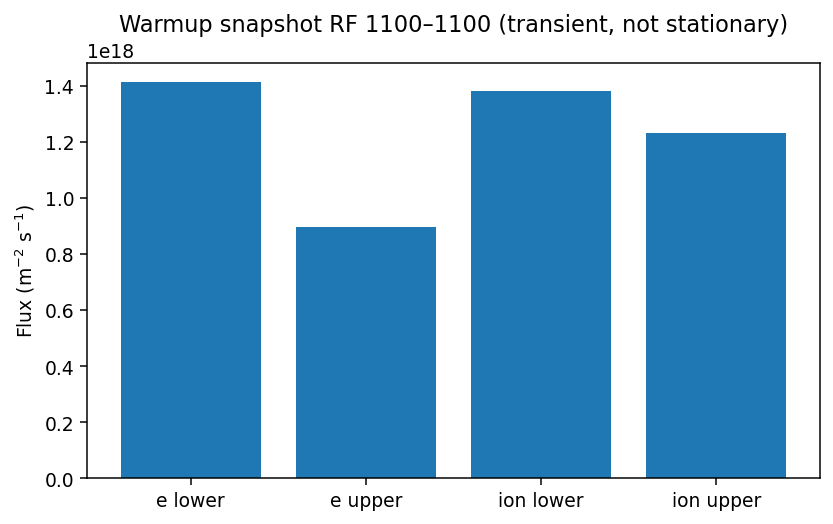 Warmup snapshot RF 1100–1100 (transient, not stationary)
1e18
Flux (m⁻² s⁻¹)
1.4
1.2
1.0
0.8
0.6
0.4
0.2
0.0
e lower
e upper
ion lower
ion upper